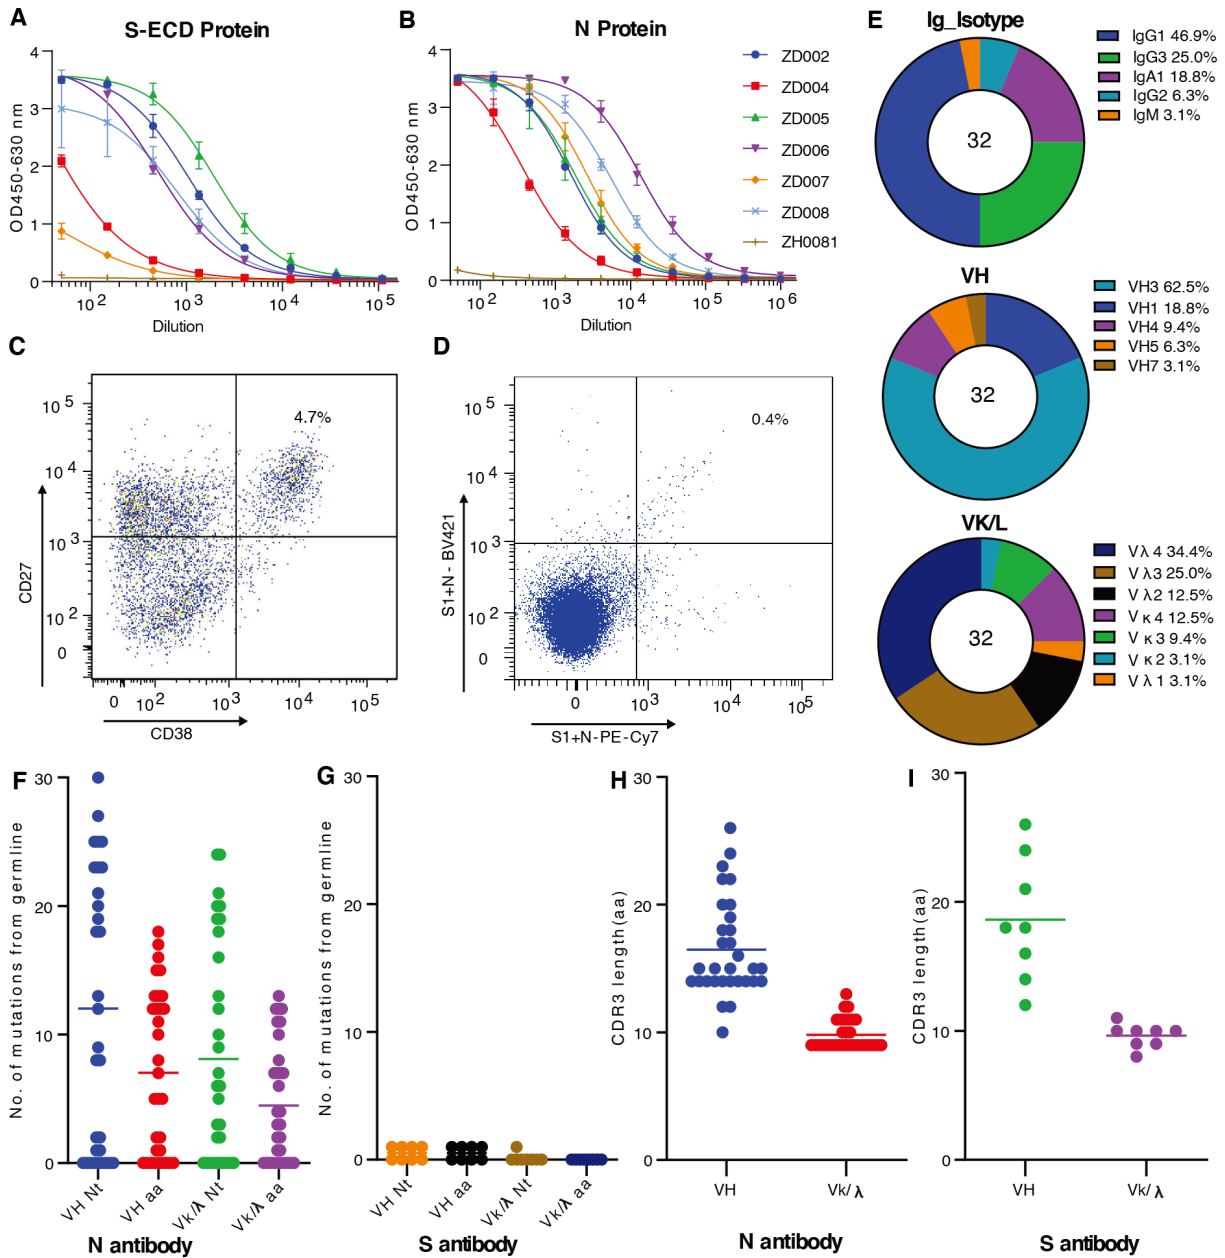 A
S-ECD Protein
OD450-630 nm
4
3
2
1
0
10^2
10^3
10^4
10^5
Dilution
B
N Protein
OD450-630 nm
4
3
2
1
0
10^2
10^3
10^4
10^5
10^6
Dilution
ZD002
ZD004
ZD005
ZD006
ZD007
ZD008
ZH0081
E
Ig_Isotype
32
IgG1 46.9%
IgG3 25.0%
IgA1 18.8%
IgG2 6.3%
IgM 3.1%
VH
32
VH3 62.5%
VH1 18.8%
VH4 9.4%
VH5 6.3%
VH7 3.1%
VK/L
32
Vλ4 34.4%
Vλ3 25.0%
Vλ2 12.5%
Vκ4 12.5%
Vκ3 9.4%
Vκ2 3.1%
Vλ1 3.1%
C
4.7%
CD27
10^5
10^4
10^3
10^2
0
0
10^2
10^3
10^4
10^5
CD38
D
0.4%
S1+N- BV421
10^5
10^4
10^3
10^2
0
0
10^3
10^4
10^5
S1+N-PE-Cy7
F
No. of mutations from germline
30
20
10
0
VH Nt
VH aa
Vk/λ Nt
Vk/λ aa
N antibody
G
No. of mutations from germline
30
20
10
0
VH Nt
VH aa
Vk/λ Nt
Vk/λ aa
S antibody
H
CDR3 length(aa)
30
20
10
0
VH
Vk/λ
N antibody
I
CDR3 length(aa)
30
20
10
0
VH
Vk/λ
S antibody